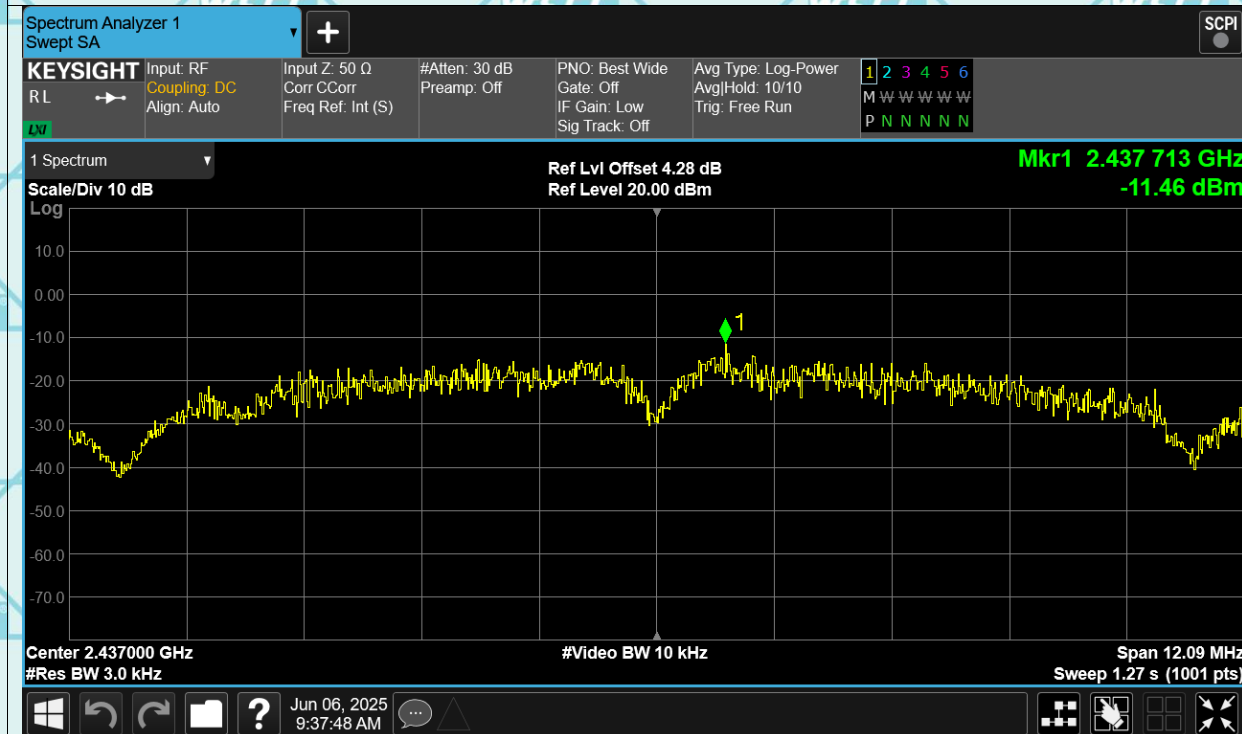 Spectrum Analyzer 1
Swept SA
SCPI
KEYSIGHT
RL
LXI
Input: RF
Coupling: DC
Align: Auto
Input Z: 50 Ω
Corr CCorr
Freq Ref: Int (S)
#Atten: 30 dB
Preamp: Off
PNO: Best Wide
Gate: Off
IF Gain: Low
Sig Track: Off
Avg Type: Log-Power
Avg|Hold: 10/10
Trig: Free Run
1 2 3 4 5 6
M W W W W W
P N N N N N
1 Spectrum
Scale/Div 10 dB
Log
Ref Lvl Offset 4.28 dB
Ref Level 20.00 dBm
Mkr1 2.437 713 GHz
-11.46 dBm
10.0
0.00
-10.0
-20.0
-30.0
-40.0
-50.0
-60.0
-70.0
1
Center 2.437000 GHz
#Res BW 3.0 kHz
#Video BW 10 kHz
Span 12.09 MHz
Sweep 1.27 s (1001 pts)
?
Jun 06, 2025
9:37:48 AM